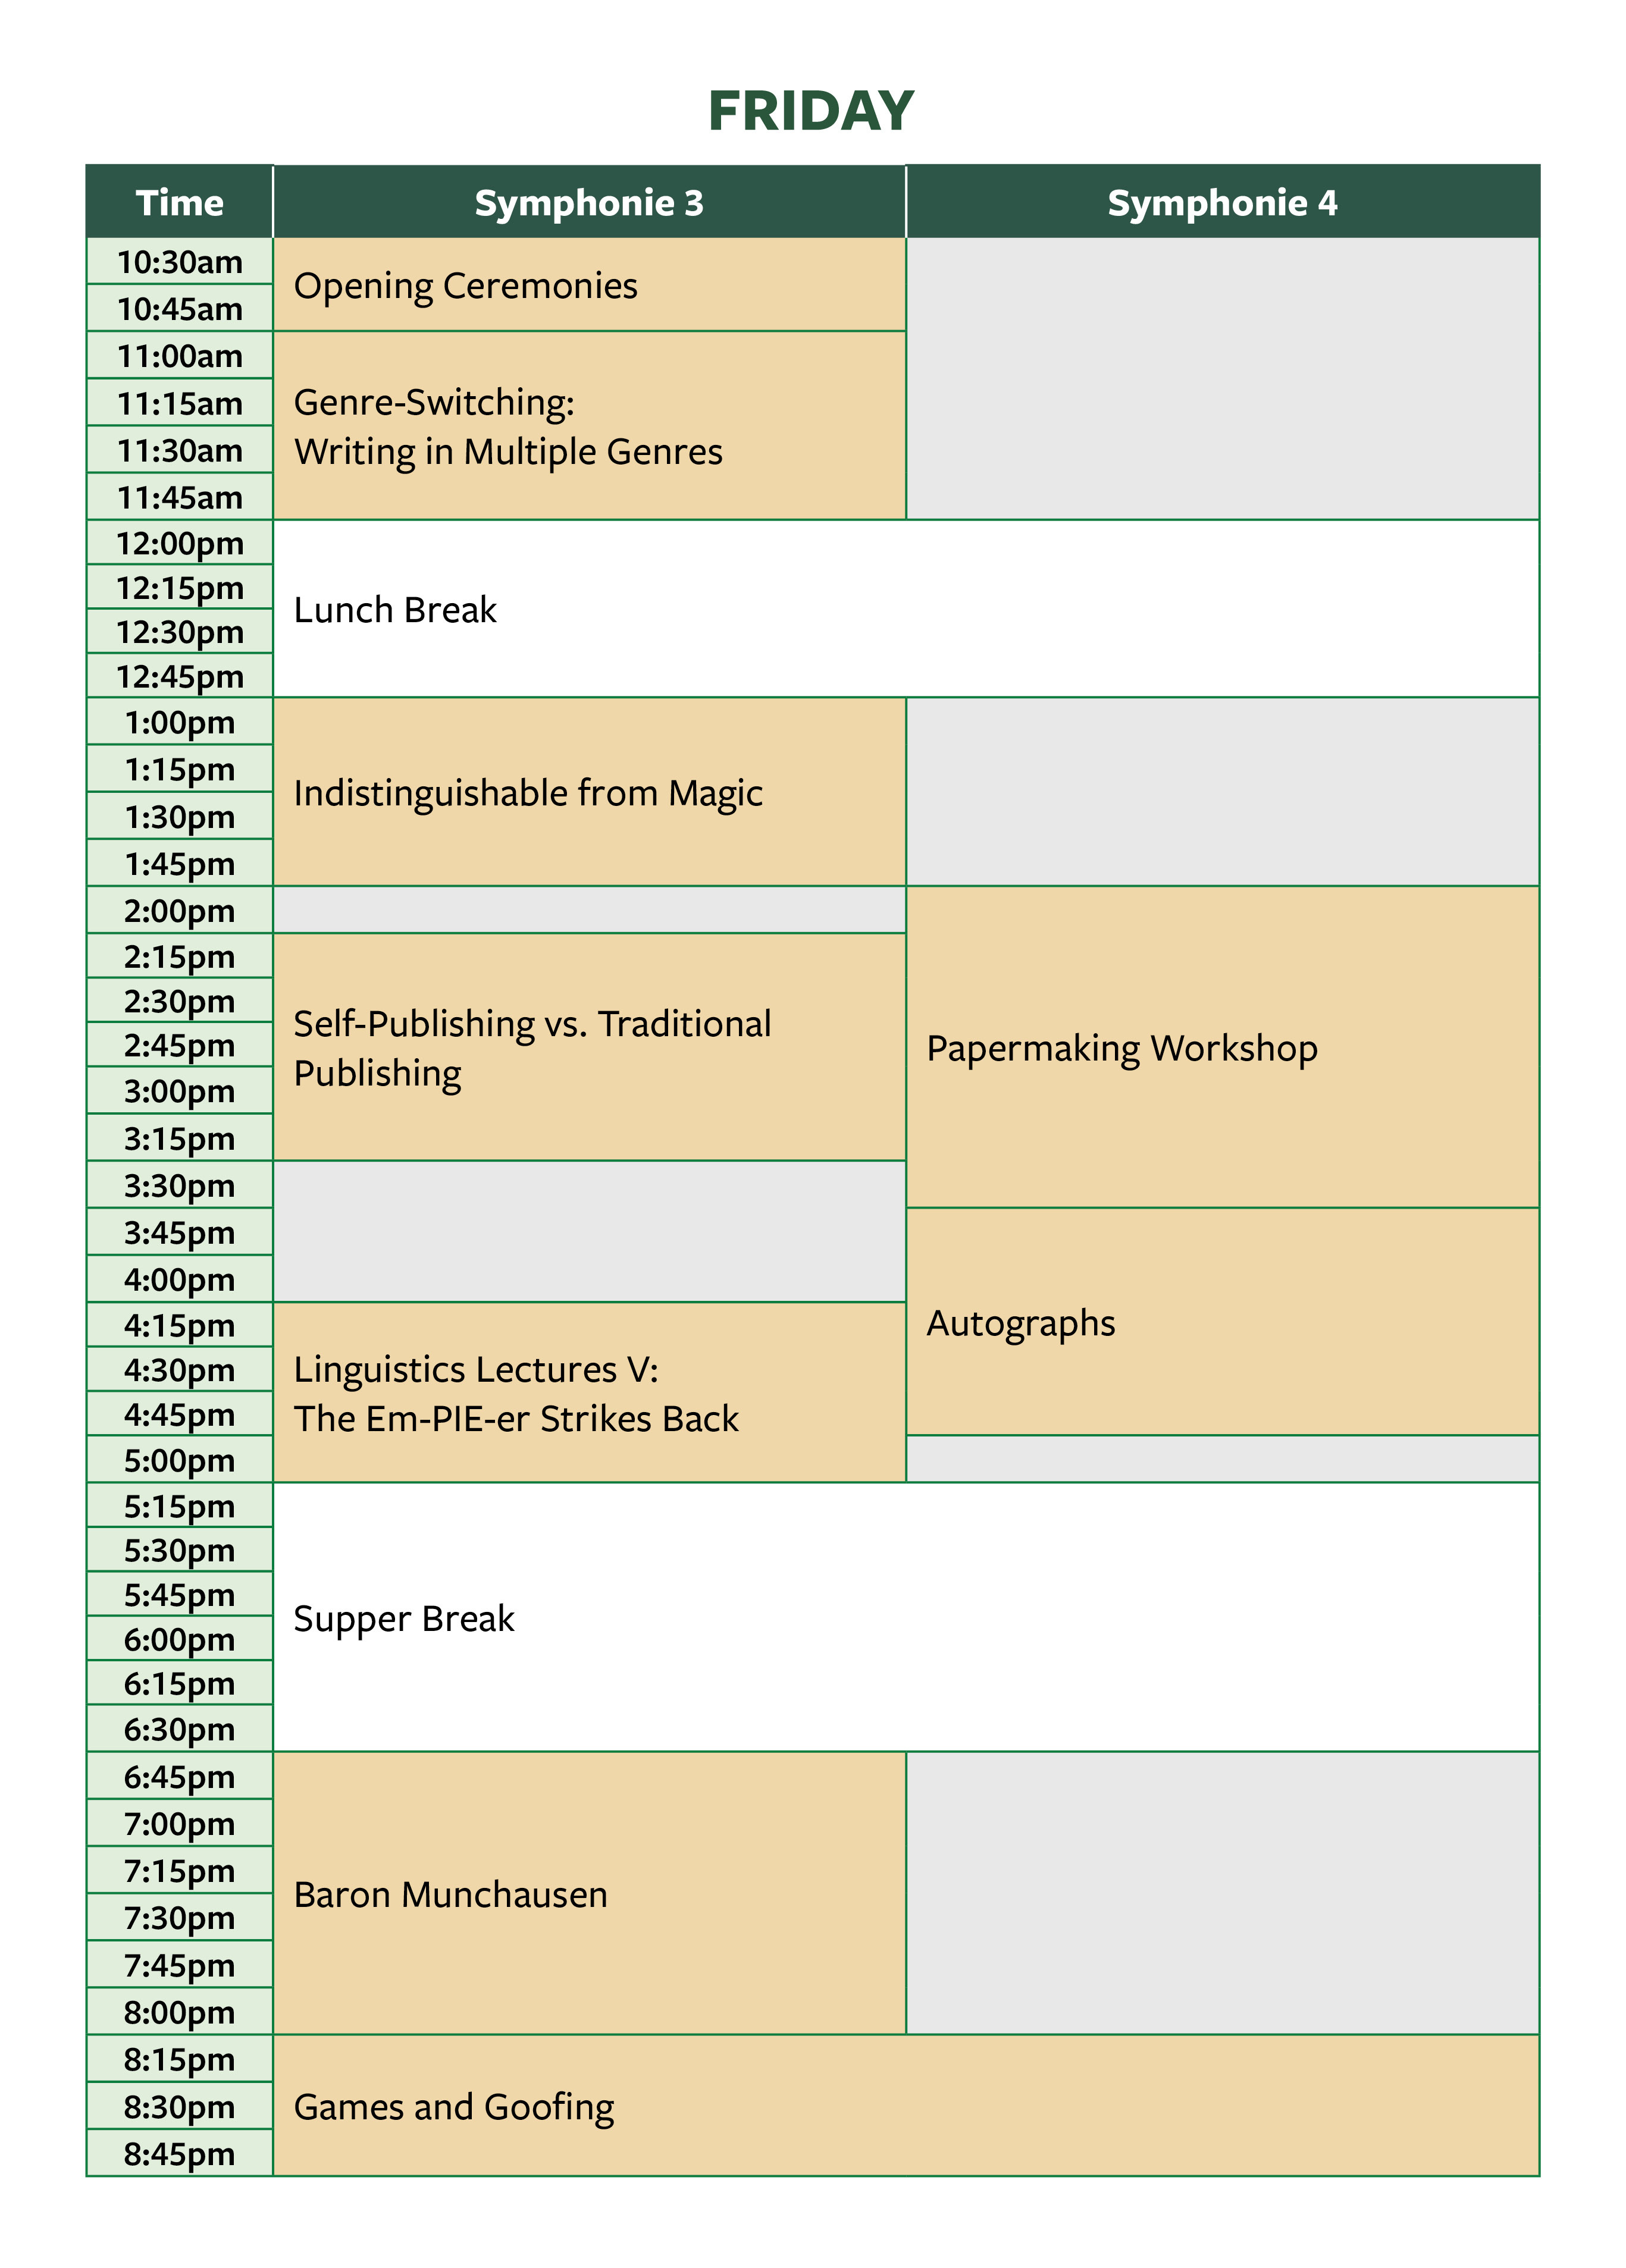 FRIDAY
Time Symphonie 3 Symphonie 4
10:30am
Opening Ceremonies
10:45am
11:00am
11:15am
Genre-Switching:
11:30am
Writing in Multiple Genres
11:45am
12:00pm
12:15pm
Lunch Break
12:30pm
12:45pm
1:00pm
1:15pm
Indistinguishable from Magic
1:30pm
1:45pm
2:00pm
2:15pm
2:30pm
Self-Publishing vs. Traditional
2:45pm
Papermaking Workshop
Publishing
3:00pm
3:15pm
3:30pm
3:45pm
4:00pm
4:15pm
Autographs
4:30pm
Linguistics Lectures V:
4:45pm
The Em-PIE-er Strikes Back
5:00pm
5:15pm
5:30pm
5:45pm
Supper Break
6:00pm
6:15pm
6:30pm
6:45pm
7:00pm
7:15pm
Baron Munchausen
7:30pm
7:45pm
8:00pm
8:15pm
8:30pm
Games and Goofing
8:45pm